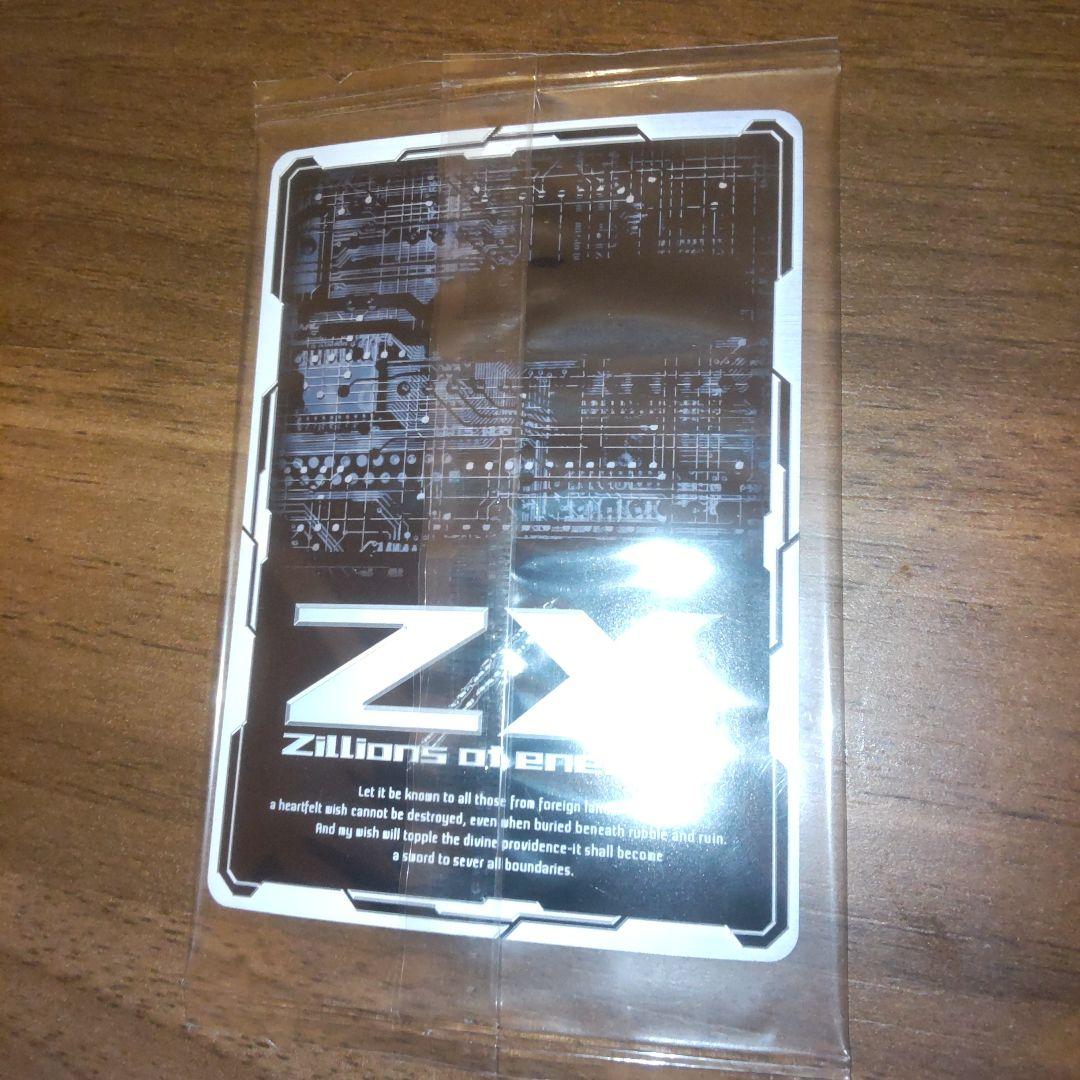 ZX
Zillions of ene
Let it be known to all those from foreign
a heartfelt wish cannot be destroyed, even when buried beneath rubble and ruin.
And my wish will topple the divine providence-it shall become
a sword to sever all boundaries.